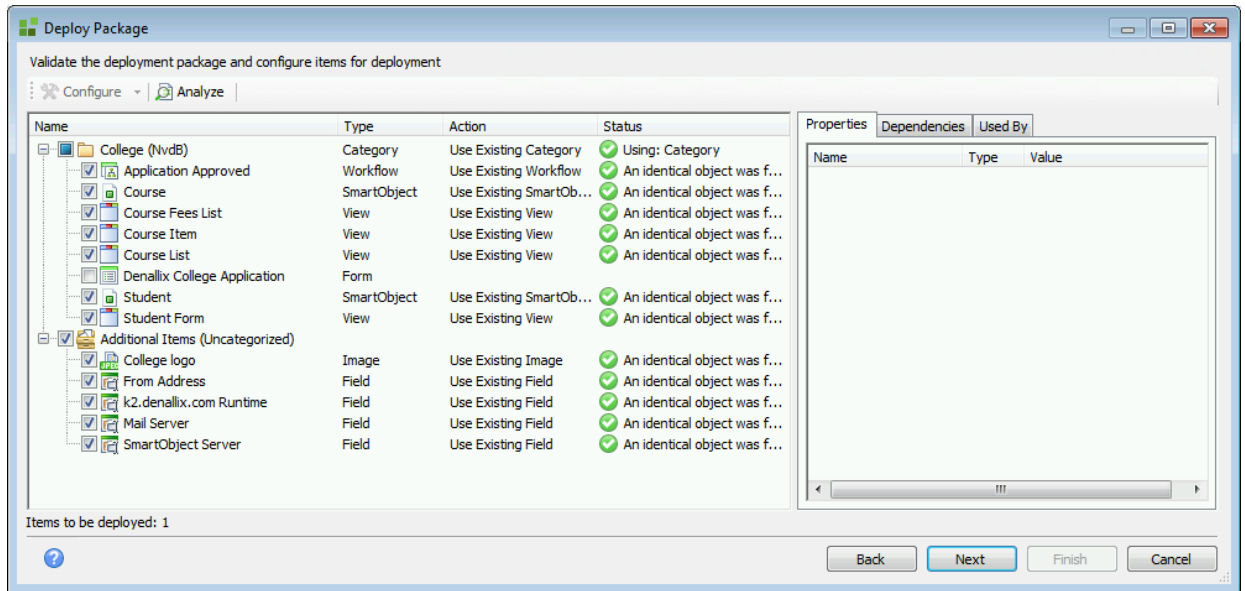 Deploy Package
Validate the deployment package and configure items for deployment
Configure Analyze
Name Type Action Status
College (NvdB) Category Use Existing Category Using: Category
Application Approved Workflow Use Existing Workflow An identical object was f...
Course SmartObject Use Existing SmartOb... An identical object was f...
Course Fees List View Use Existing View An identical object was f...
Course Item View Use Existing View An identical object was f...
Course List View Use Existing View An identical object was f...
Denallix College Application Form
Student SmartObject Use Existing SmartOb... An identical object was f...
Student Form View Use Existing View An identical object was f...
Additional Items (Uncategorized)
College logo Image Use Existing Image An identical object was f...
From Address Field Use Existing Field An identical object was f...
k2.denallix.com Runtime Field Use Existing Field An identical object was f...
Mail Server Field Use Existing Field An identical object was f...
SmartObject Server Field Use Existing Field An identical object was f...
Properties Dependencies Used By
Name Type Value
Items to be deployed: 1
Back Next Finish Cancel